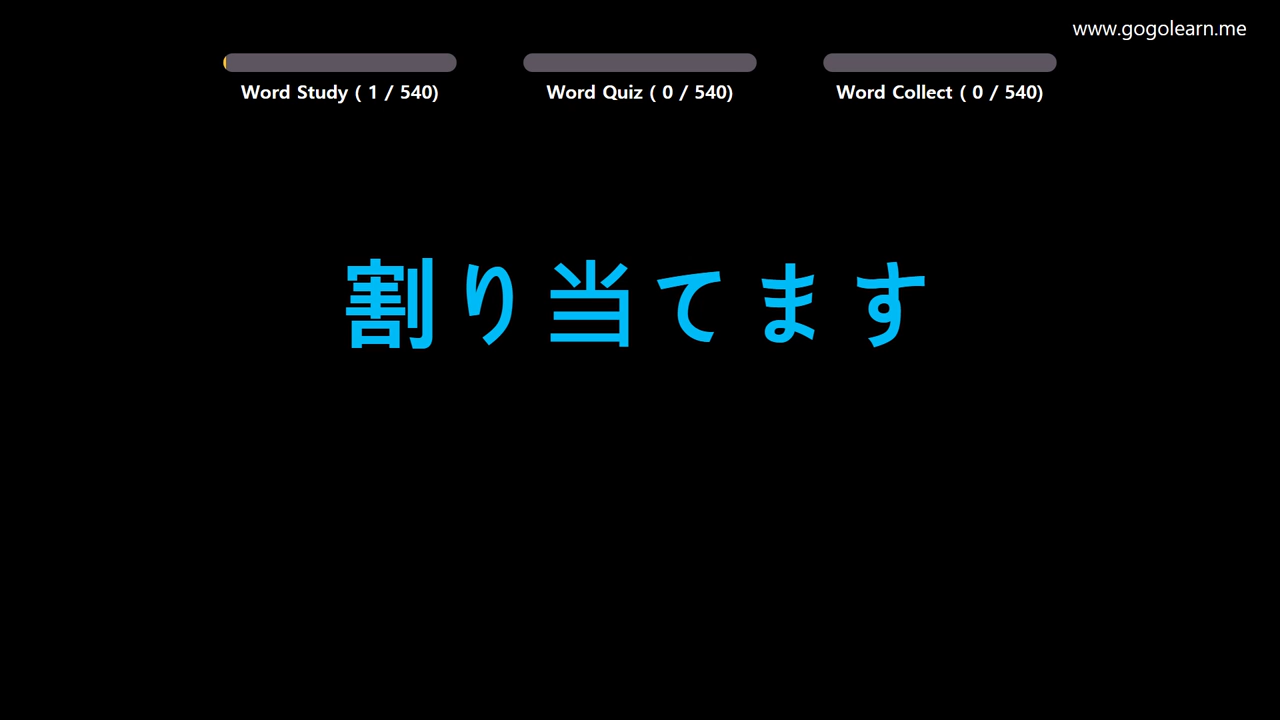 www.gogolearn.me
Word Study ( 1 / 540)
Word Quiz ( 0 / 540)
Word Collect ( 0 / 540)
割り当てます